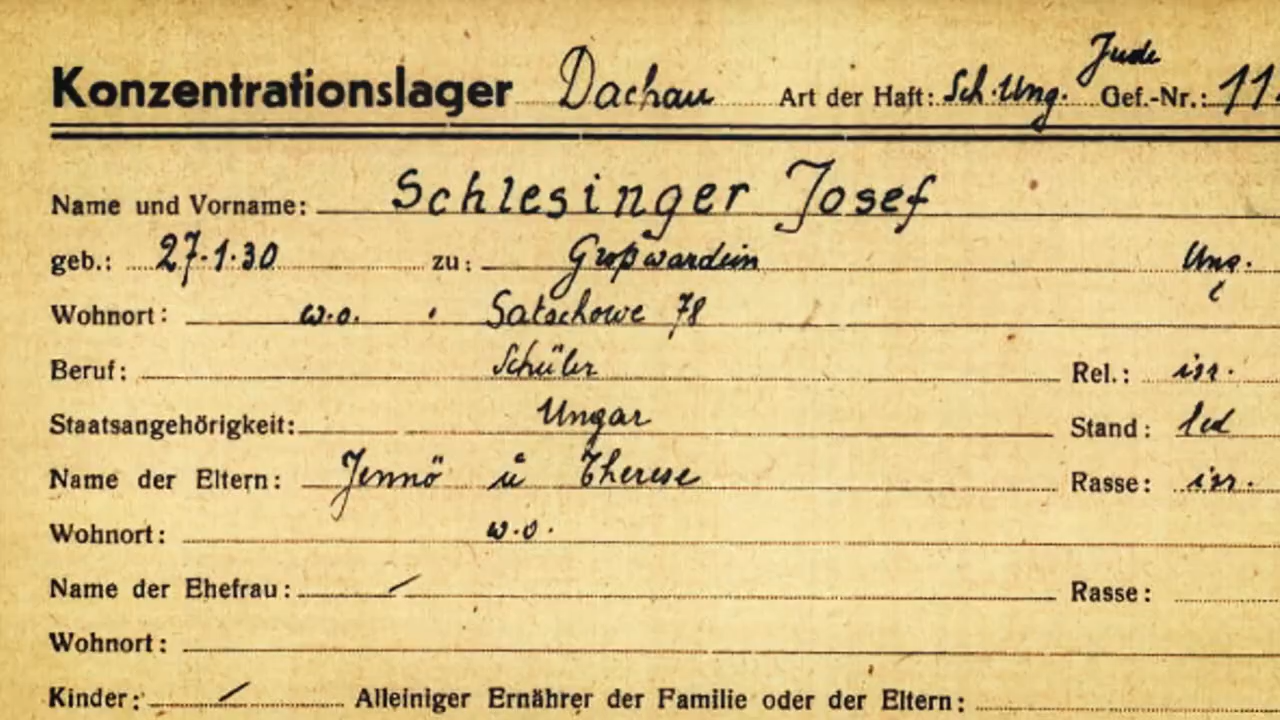 Konzentrationslager Dachau Art der Haft: Sch. Ung. Jude Gef.-Nr.: 11
Name und Vorname: Schlesinger Josef
geb.: 27.1.30 zu: Großwardein Ung.
Wohnort: w.o. Satschowe 78
Beruf: Schüler Rel.: isr.
Staatsangehörigkeit: Ungar Stand: led
Name der Eltern: Jennö u Therese Rasse: isr.
Wohnort: w.o.
Name der Ehefrau: / Rasse:
Wohnort:
Kinder: / Alleiniger Ernährer der Familie oder der Eltern: